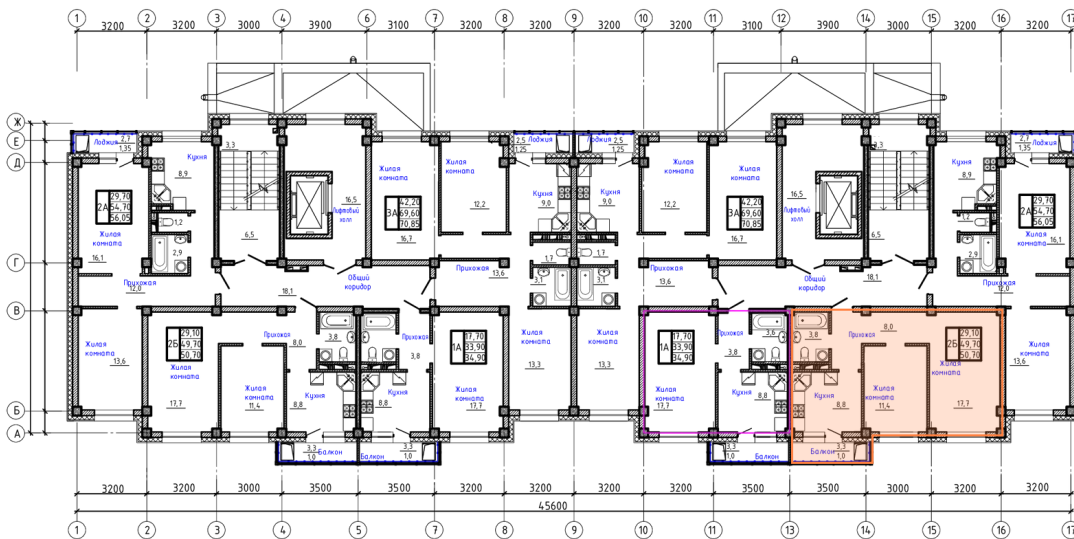 1 2 3 4 6 7 8 9 10 11 12 14 15 16 17
3200 3200 3000 3900 3100 3200 3200 3200 3200 3100 3900 3000 3200 3200
Ж
Е
Д
Г
В
Б
А
Лоджия 2,7 1,35
Кухня
8,9
3,3
29,70
2А 54,70
56,05
1,2
2,9
Жилая
комната
16,1
Прихожая
12,0
6,5
16,5
Лифтовый
холл
Жилая
комната
42,20
3А 69,60
70,85
16,7
Жилая
комната
12,2
2,5 Лоджия
1,25
Кухня
9,0
1,7
3,1
Прихожая
13,6
18,1
Общий
коридор
2,5 Лоджия
1,25
Кухня
9,0
1,7
3,1
Жилая
комната
12,2
Жилая
комната
42,20
3А 69,60
70,85
16,7
Прихожая
13,6
16,5
Лифтовый
холл
3,3
6,5
Общий
коридор
18,1
Кухня
8,9
1,2
2,9
2,7 Лоджия
1,35
29,70
2А 54,70
56,05
Жилая
комната
16,1
Прихожая
12,0
Жилая
комната
13,6
29,10
2Б 49,70
50,70
Жилая
комната
17,7
Прихожая
8,0
3,8
Жилая
комната
11,4
Кухня
8,8
3,3
1,0
Балкон
Прихожая
3,8
Кухня
8,8
3,3
1,0
Балкон
17,70
1А 33,90
34,90
Жилая
комната
17,7
Жилая
комната
13,3
Жилая
комната
13,3
17,70
1А 33,90
34,90
Жилая
комната
17,7
Прихожая
3,6
3,8
Кухня
8,8
3,3
1,0
Балкон
3,8
Прихожая
8,0
Кухня
8,8
Жилая
комната
11,4
29,10
2Б 49,70
50,70
Жилая
комната
17,7
Балкон
3,3
1,0
Жилая
комната
13,6
3200 3200 3000 3500 3500 3200 3200 3200 3200 3500 3500 3000 3200 3200
45600
1 2 3 4 5 7 8 9 10 11 13 14 15 16 17